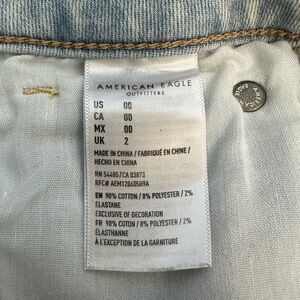 AMERICAN EAGLE
OUTFITTERS
US 00
CA 00
MX 00
UK 2
MADE IN CHINA / FABRIQUÉ EN CHINE /
HECHO EN CHINA
RN 54485/CA 03873
RFC# AEM120605U9A
EN 90% COTTON / 8% POLYESTER / 2%
ELASTANE
EXCLUSIVE OF DECORATION
FR 90% COTON / 8% POLYESTER / 2%
ÉLASTHANNE
À L'EXCEPTION DE LA GARNITURE